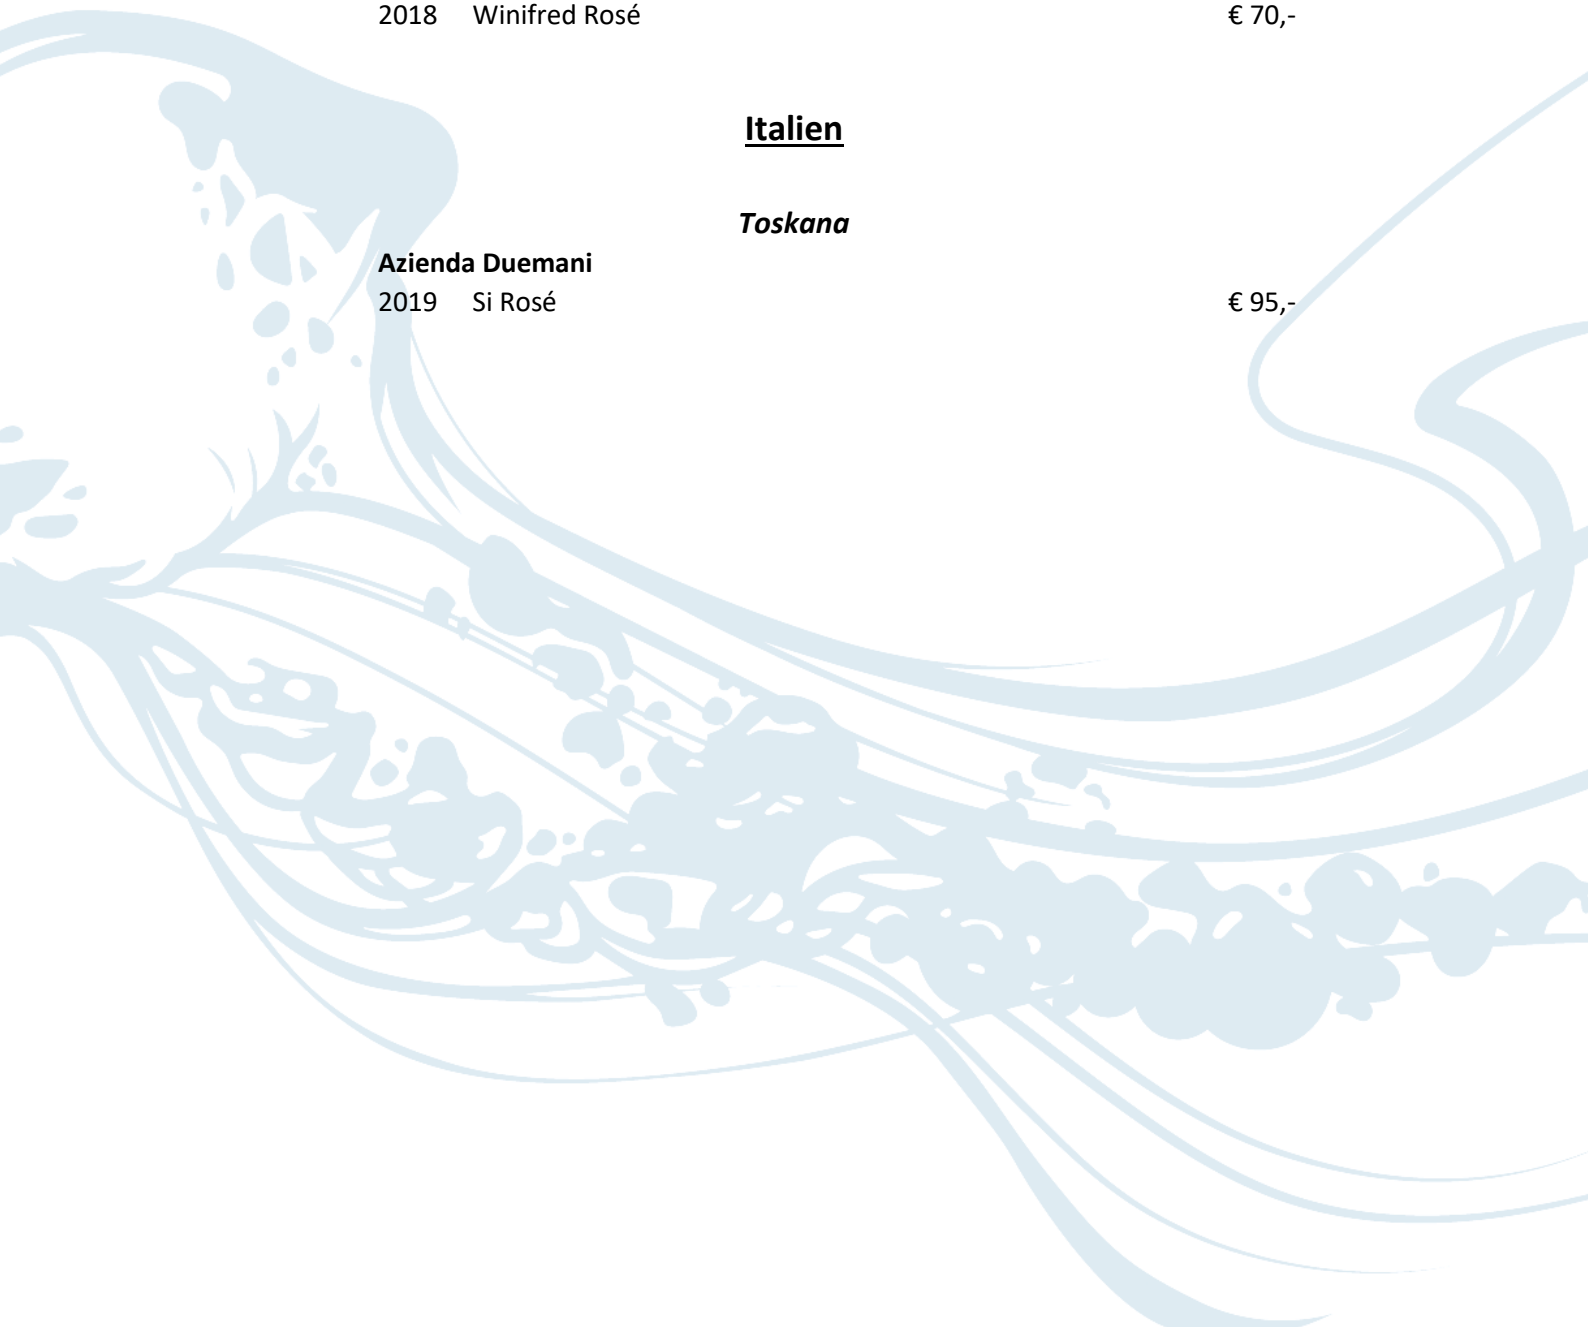 2018 Winifred Rosé € 70,-
Italien
Toskana
Azienda Duemani
2019 Si Rosé € 95,-